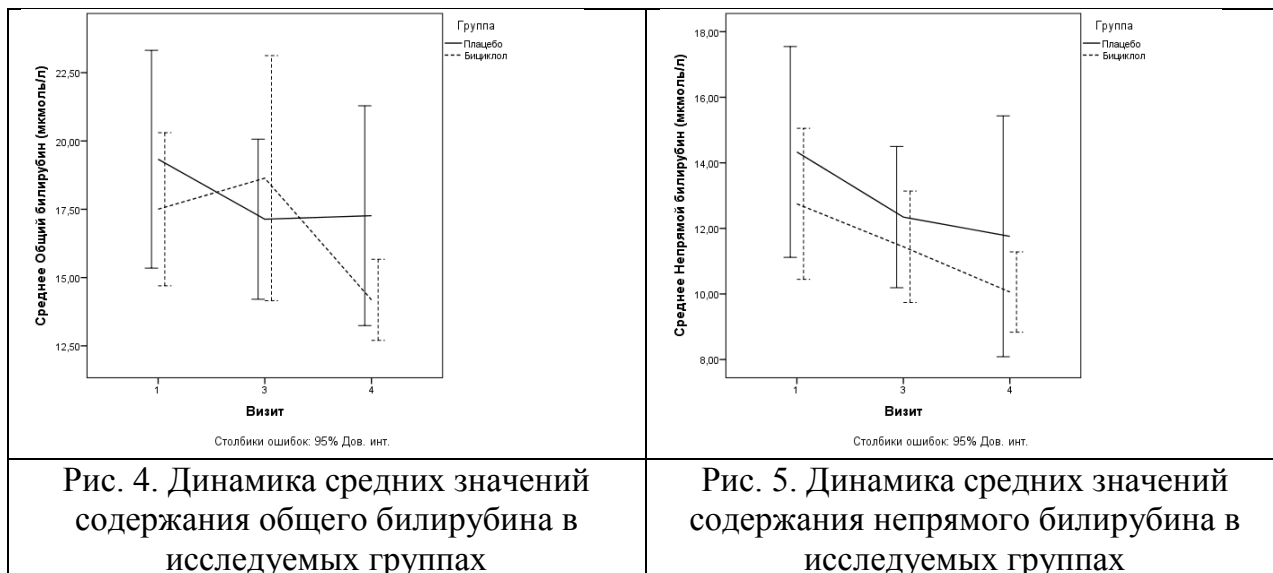 Группа
Плацебо
Бициклол
Среднее Общий билирубин (мкмоль/л)
22,50
20,00
17,50
15,00
12,50
1
3
4
Визит
Столбики ошибок: 95% Дов. инт.
Группа
Плацебо
Бициклол
Среднее Непрямой билирубин (мкмоль/л)
18,00
16,00
14,00
12,00
10,00
8,00
1
3
4
Визит
Столбики ошибок: 95% Дов. инт.
Рис. 4. Динамика средних значений
содержания общего билирубина в
исследуемых группах
Рис. 5. Динамика средних значений
содержания непрямого билирубина в
исследуемых группах